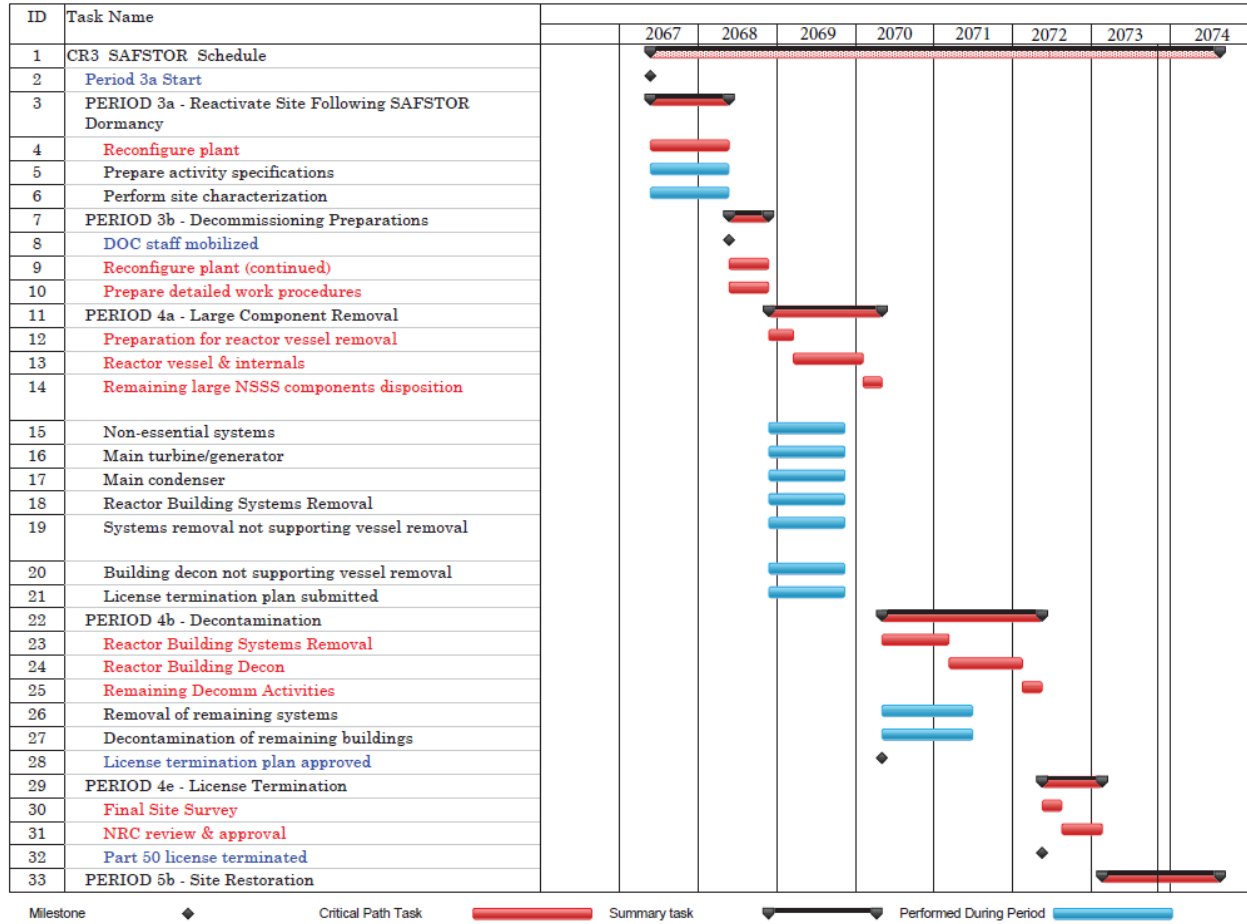 ID Task Name
2067 2068 2069 2070 2071 2072 2073 2074
1 CR3 SAFSTOR Schedule
2 Period 3a Start
3 PERIOD 3a - Reactivate Site Following SAFSTOR
Dormancy
4 Reconfigure plant
5 Prepare activity specifications
6 Perform site characterization
7 PERIOD 3b - Decommissioning Preparations
8 DOC staff mobilized
9 Reconfigure plant (continued)
10 Prepare detailed work procedures
11 PERIOD 4a - Large Component Removal
12 Preparation for reactor vessel removal
13 Reactor vessel & internals
14 Remaining large NSSS components disposition
15 Non-essential systems
16 Main turbine/generator
17 Main condenser
18 Reactor Building Systems Removal
19 Systems removal not supporting vessel removal
20 Building decon not supporting vessel removal
21 License termination plan submitted
22 PERIOD 4b - Decontamination
23 Reactor Building Systems Removal
24 Reactor Building Decon
25 Remaining Decomm Activities
26 Removal of remaining systems
27 Decontamination of remaining buildings
28 License termination plan approved
29 PERIOD 4e - License Termination
30 Final Site Survey
31 NRC review & approval
32 Part 50 license terminated
33 PERIOD 5b - Site Restoration
Milestone Critical Path Task Summary task Performed During Period